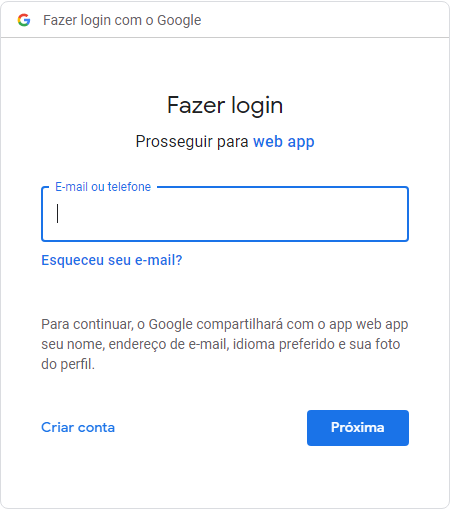 Fazer login com o Google
Fazer login
Prosseguir para web app
E-mail ou telefone
Esqueceu seu e-mail?
Para continuar, o Google compartilhará com o app web app
seu nome, endereço de e-mail, idioma preferido e sua foto
do perfil.
Criar conta
Próxima